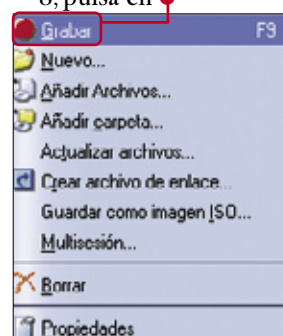 8, pulsa en
Grabar F9
Nuevo...
Añadir Archivos...
Añadir carpeta...
Actualizar archivos...
Crear archivo de enlace...
Guardar como imagen ISO...
Multisesión...
Borrar
Propiedades